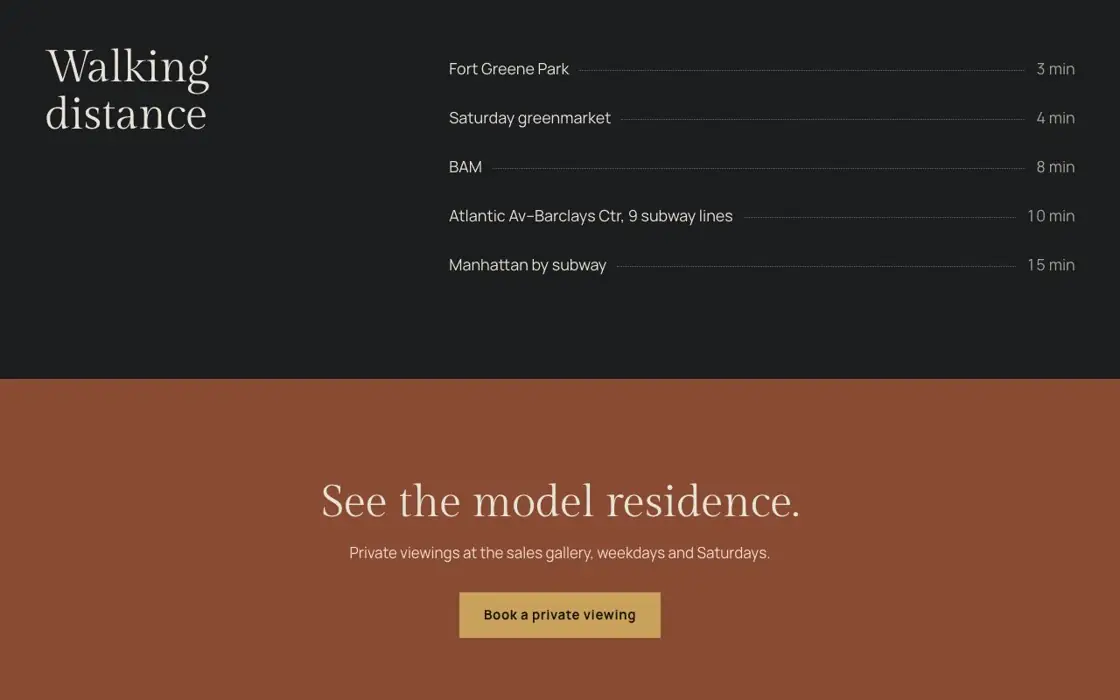 Walking
distance
Fort Greene Park 3 min
Saturday greenmarket 4 min
BAM 8 min
Atlantic Av–Barclays Ctr, 9 subway lines 10 min
Manhattan by subway 15 min
See the model residence.
Private viewings at the sales gallery, weekdays and Saturdays.
Book a private viewing